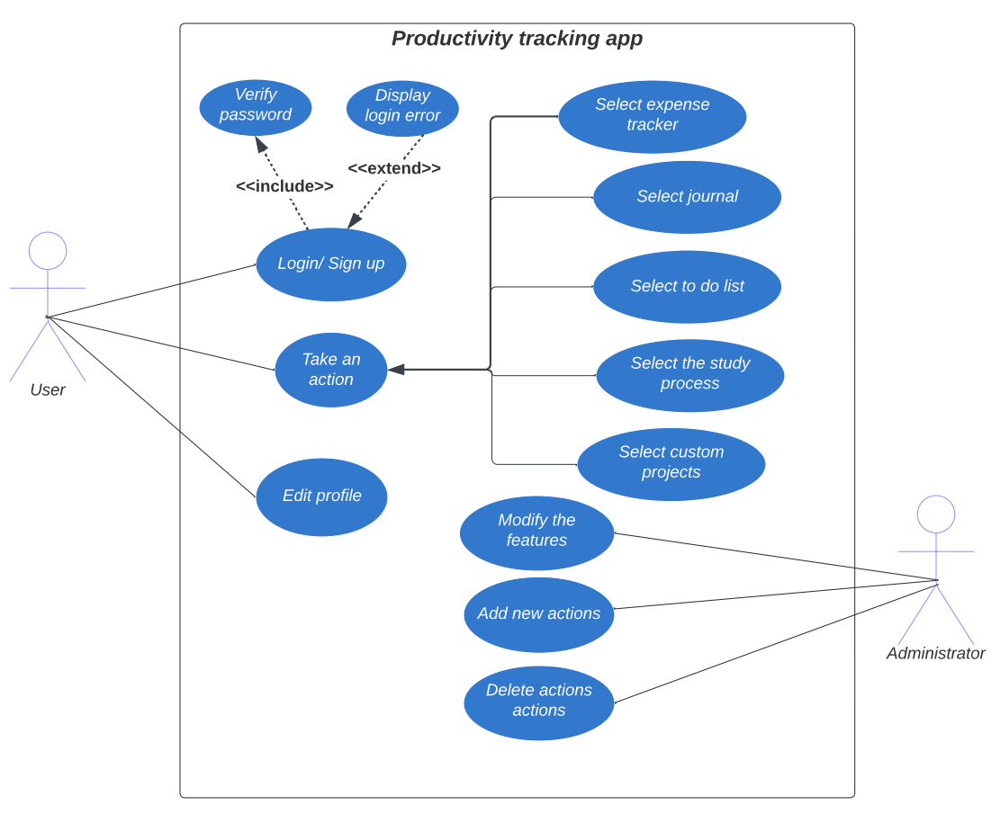 Productivity tracking app
Verify
password
Display
login error
<<include>>
<<extend>>
Login/ Sign up
Take an
action
Edit profile
User
Select expense
tracker
Select journal
Select to do list
Select the study
process
Select custom
projects
Modify the
features
Add new actions
Delete actions
actions
Administrator